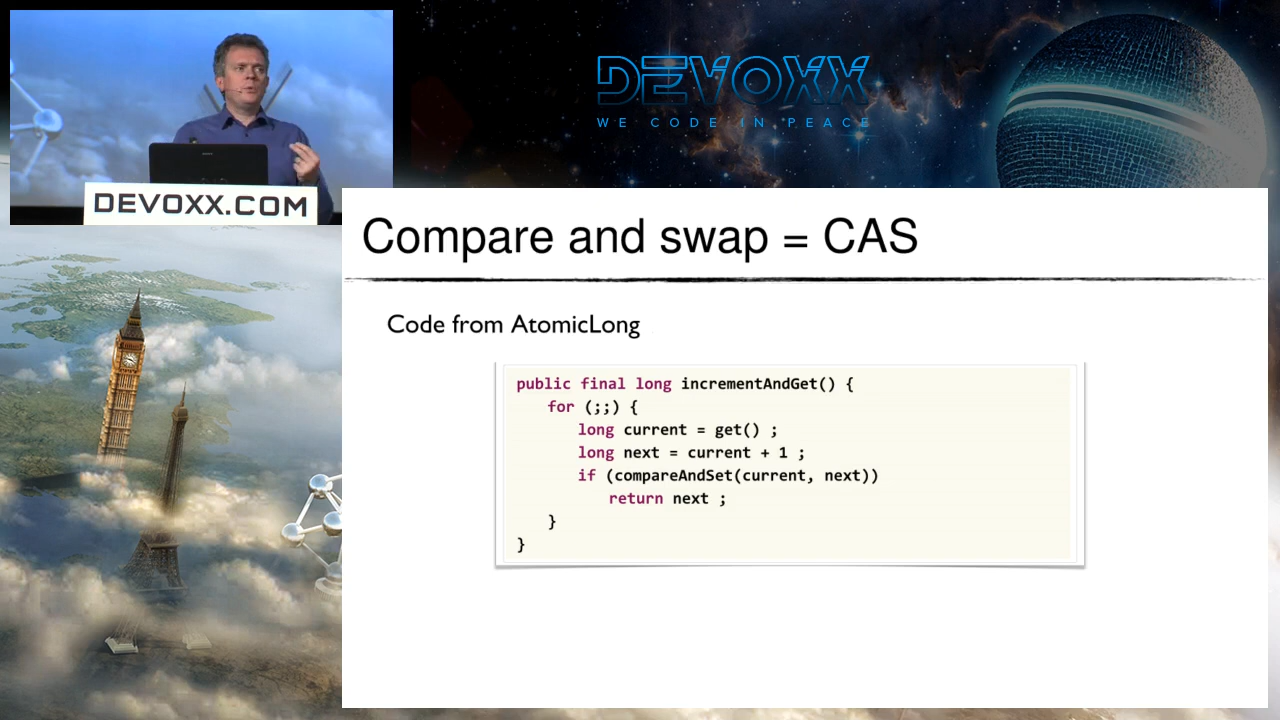 DEVOXX
WE CODE IN PEACE
DEVOXX.COM
Compare and swap = CAS
Code from AtomicLong
public final long incrementAndGet() {
for (;;) {
long current = get() ;
long next = current + 1 ;
if (compareAndSet(current, next))
return next ;
}
}